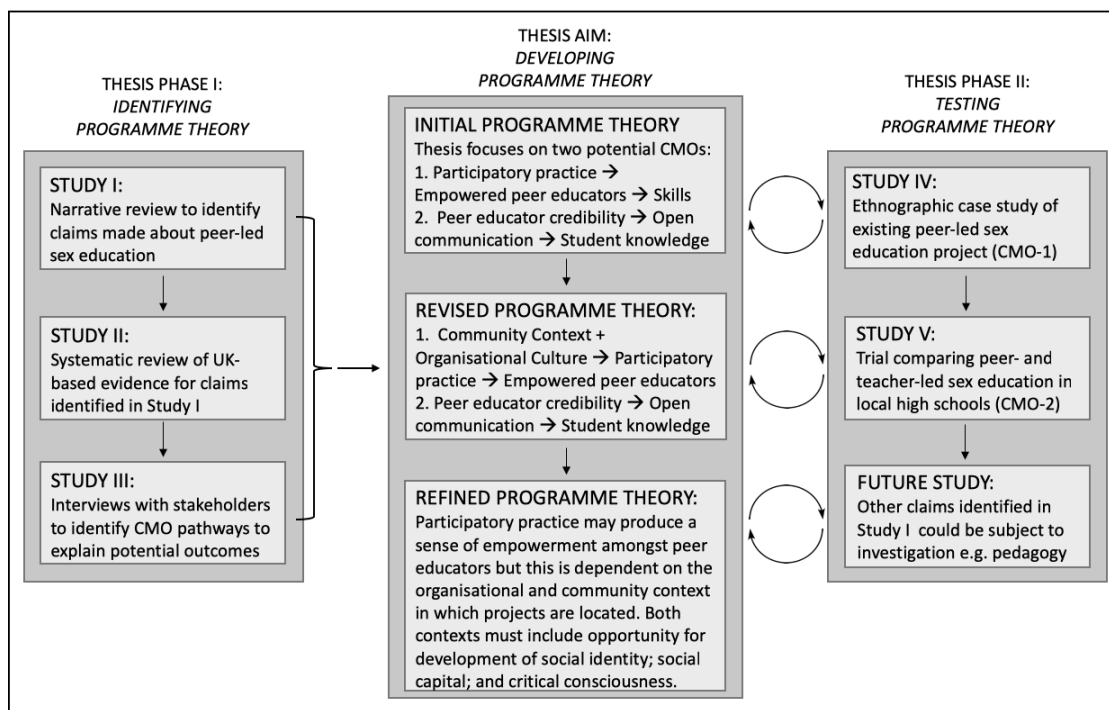 THESIS PHASE I:
IDENTIFYING
PROGRAMME THEORY
STUDY I:
Narrative review to identify
claims made about peer-led
sex education
STUDY II:
Systematic review of UK-
based evidence for claims
identified in Study I
STUDY III:
Interviews with stakeholders
to identify CMO pathways to
explain potential outcomes
THESIS AIM:
DEVELOPING
PROGRAMME THEORY
INITIAL PROGRAMME THEORY
Thesis focuses on two potential CMOs:
1. Participatory practice →
Empowered peer educators → Skills
2. Peer educator credibility → Open
communication → Student knowledge
REVISED PROGRAMME THEORY:
1. Community Context +
Organisational Culture → Participatory
practice → Empowered peer educators
2. Peer educator credibility → Open
communication → Student knowledge
REFINED PROGRAMME THEORY:
Participatory practice may produce a
sense of empowerment amongst peer
educators but this is dependent on the
organisational and community context
in which projects are located. Both
contexts must include opportunity for
development of social identity; social
capital; and critical consciousness.
THESIS PHASE II:
TESTING
PROGRAMME THEORY
STUDY IV:
Ethnographic case study of
existing peer-led sex
education project (CMO-1)
STUDY V:
Trial comparing peer- and
teacher-led sex education in
local high schools (CMO-2)
FUTURE STUDY:
Other claims identified in
Study I could be subject to
investigation e.g. pedagogy